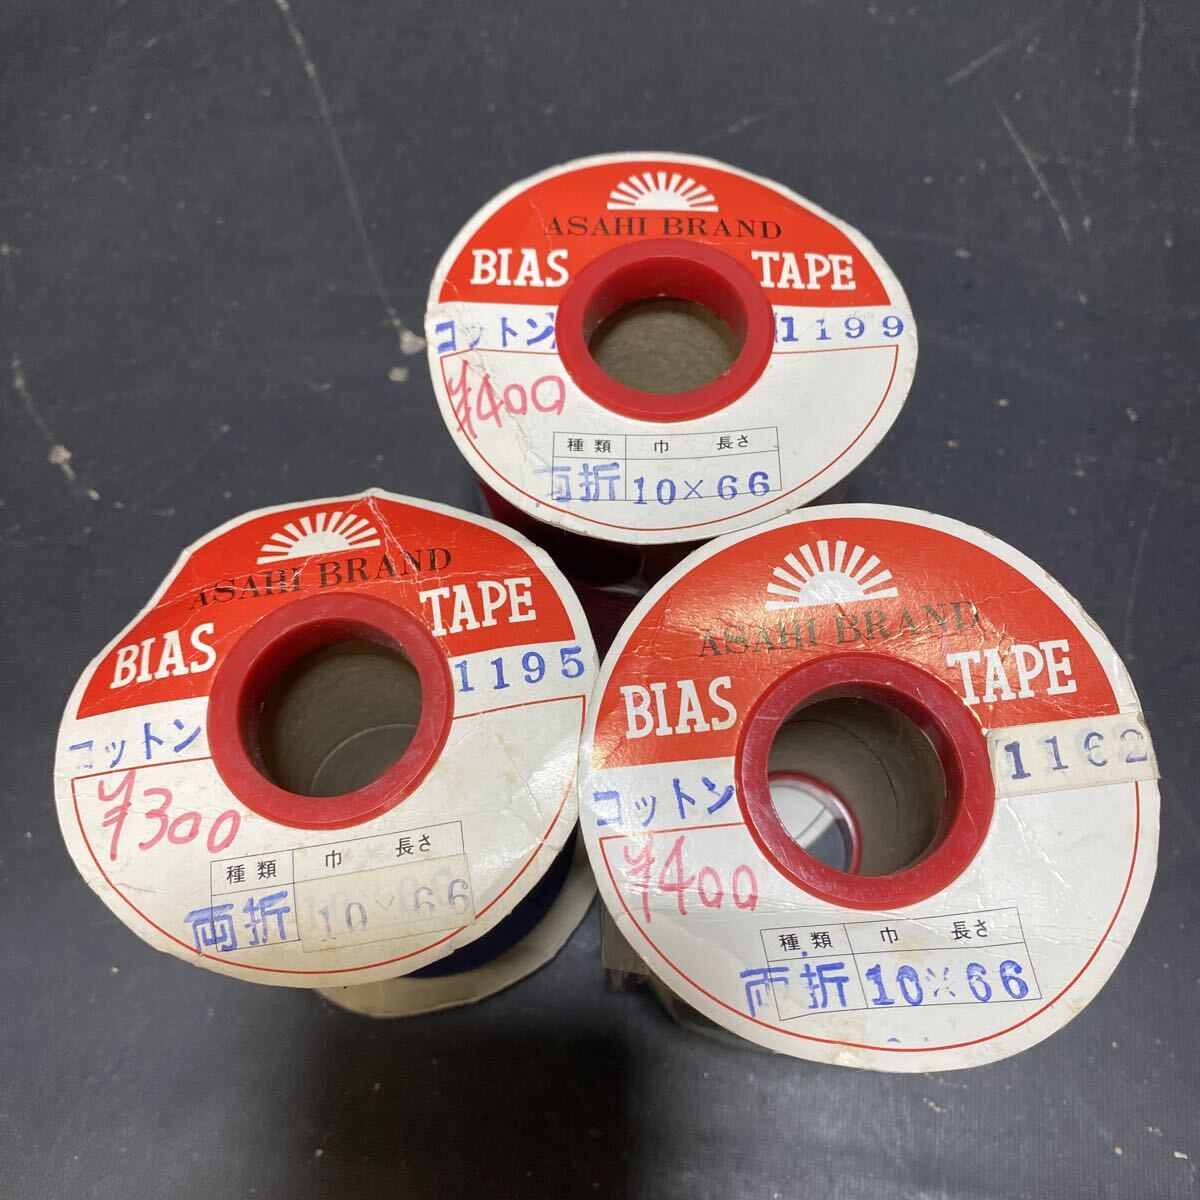 ASAHI BRAND
BIAS TAPE
コットン 1199
¥400
種類 巾 長さ
両折 10×66
ASAHI BRAND
BIAS TAPE
コットン 1195
¥300
種類 巾 長さ
両折 10×66
ASAHI BRAND
BIAS TAPE
コットン 1162
¥400
種類 巾 長さ
両折 10×66